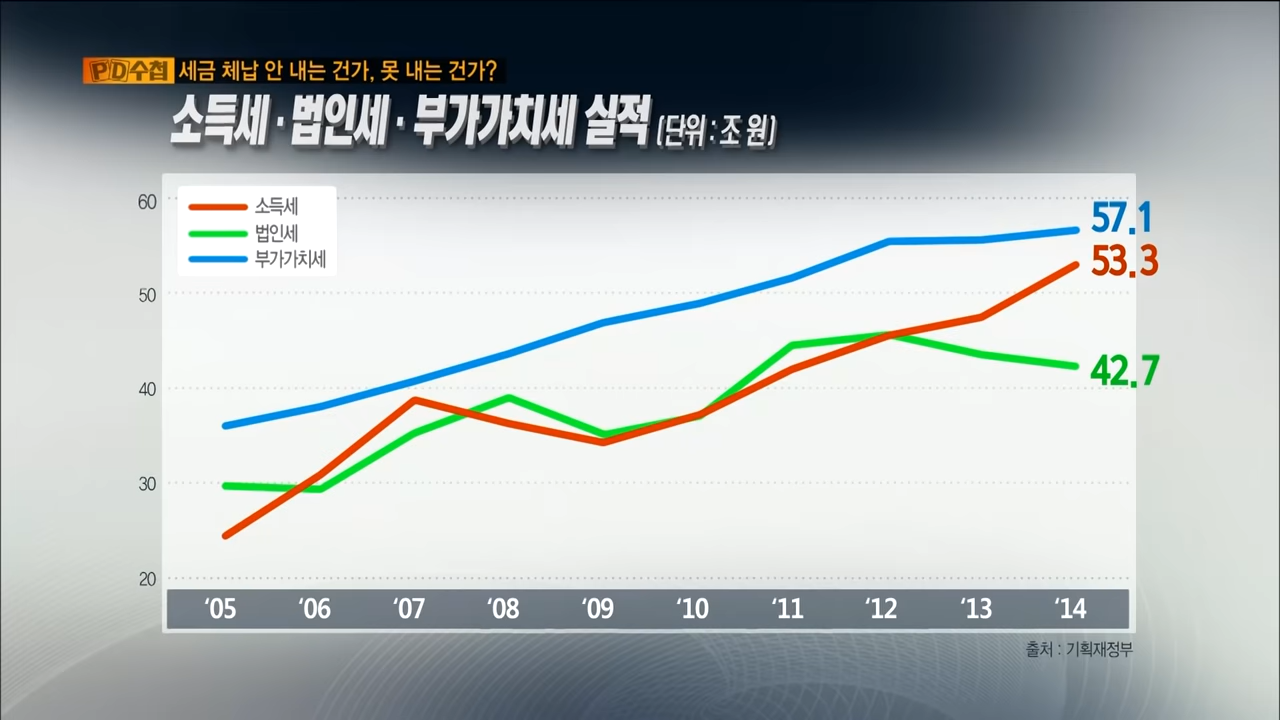 PD수첩 세금 체납 안 내는 건가, 못 내는 건가?
소득세·법인세·부가가치세 실적 (단위 : 조 원)
소득세
법인세
부가가치세
60
50
40
30
20
57.1
53.3
42.7
‘05 ‘06 ‘07 ‘08 ‘09 ‘10 ‘11 ‘12 ‘13 ‘14
출처 : 기획재정부